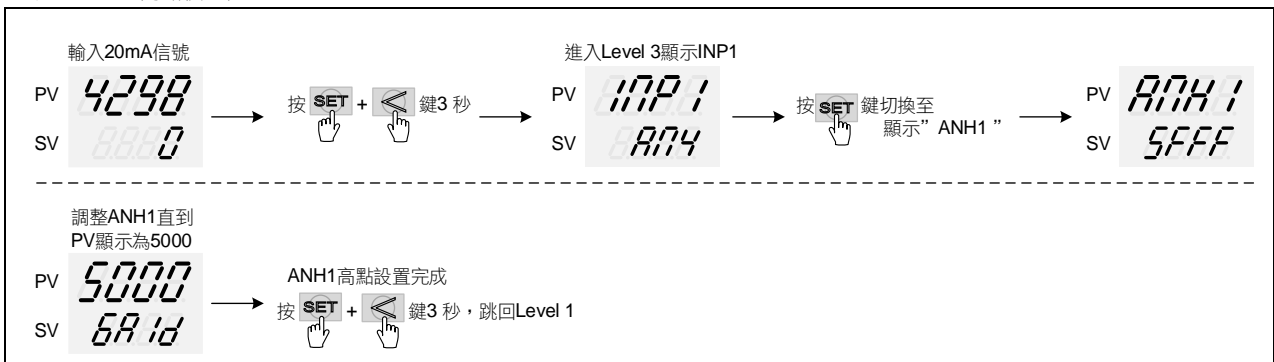 輸入20mA信號
PV 4298
SV 0
按 SET + < 鍵3 秒
進入Level 3顯示INP1
PV INP1
SV ANY
按 SET 鍵切換至
顯示” ANH1 ”
PV ANH1
SV 5FFF
調整ANH1直到
PV顯示為5000
PV 5000
SV 6A1d
ANH1高點設置完成
按 SET + < 鍵3 秒，跳回Level 1